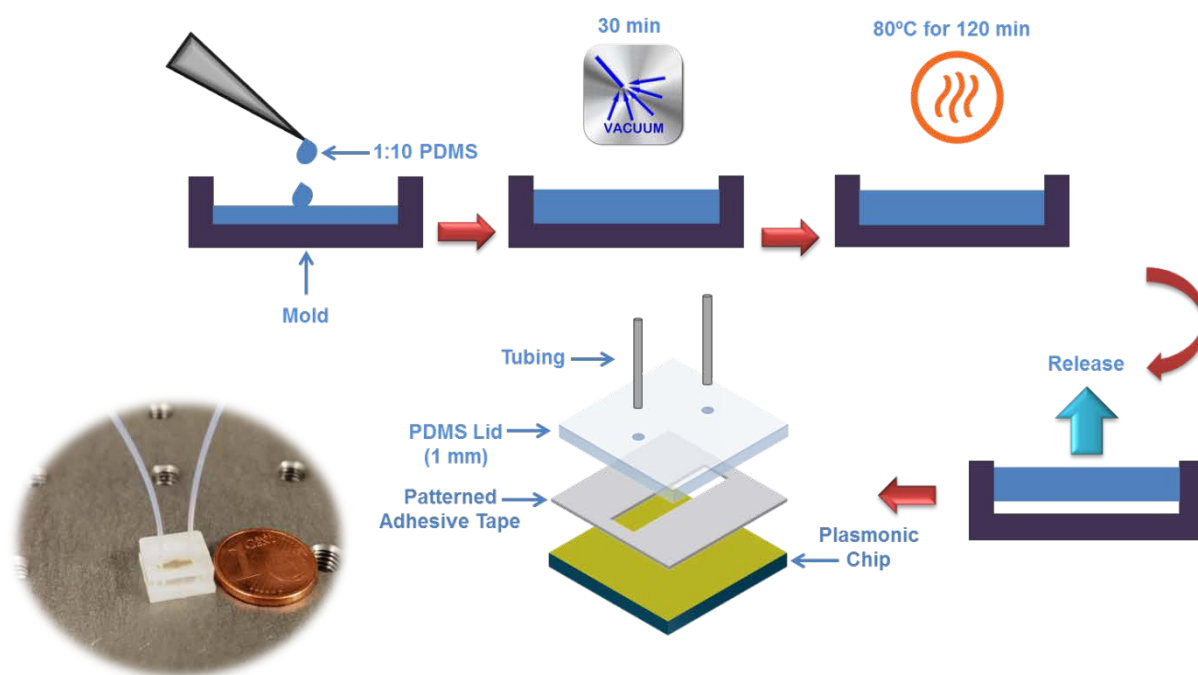 30 min
80ºC for 120 min
VACUUM
1:10 PDMS
Mold
Tubing
Release
PDMS Lid
(1 mm)
Patterned
Adhesive Tape
Plasmonic
Chip